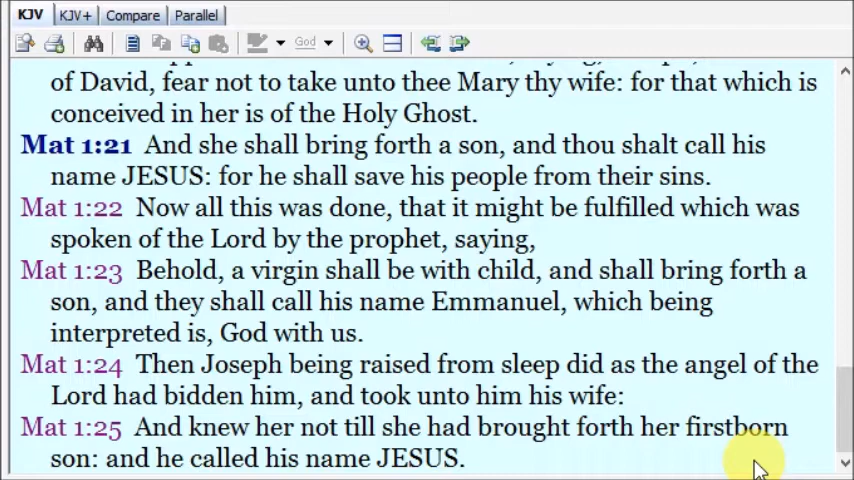 KJV KJV+ Compare Parallel
God
of David, fear not to take unto thee Mary thy wife: for that which is
conceived in her is of the Holy Ghost.
Mat 1:21 And she shall bring forth a son, and thou shalt call his
name JESUS: for he shall save his people from their sins.
Mat 1:22 Now all this was done, that it might be fulfilled which was
spoken of the Lord by the prophet, saying,
Mat 1:23 Behold, a virgin shall be with child, and shall bring forth a
son, and they shall call his name Emmanuel, which being
interpreted is, God with us.
Mat 1:24 Then Joseph being raised from sleep did as the angel of the
Lord had bidden him, and took unto him his wife:
Mat 1:25 And knew her not till she had brought forth her firstborn
son: and he called his name JESUS.